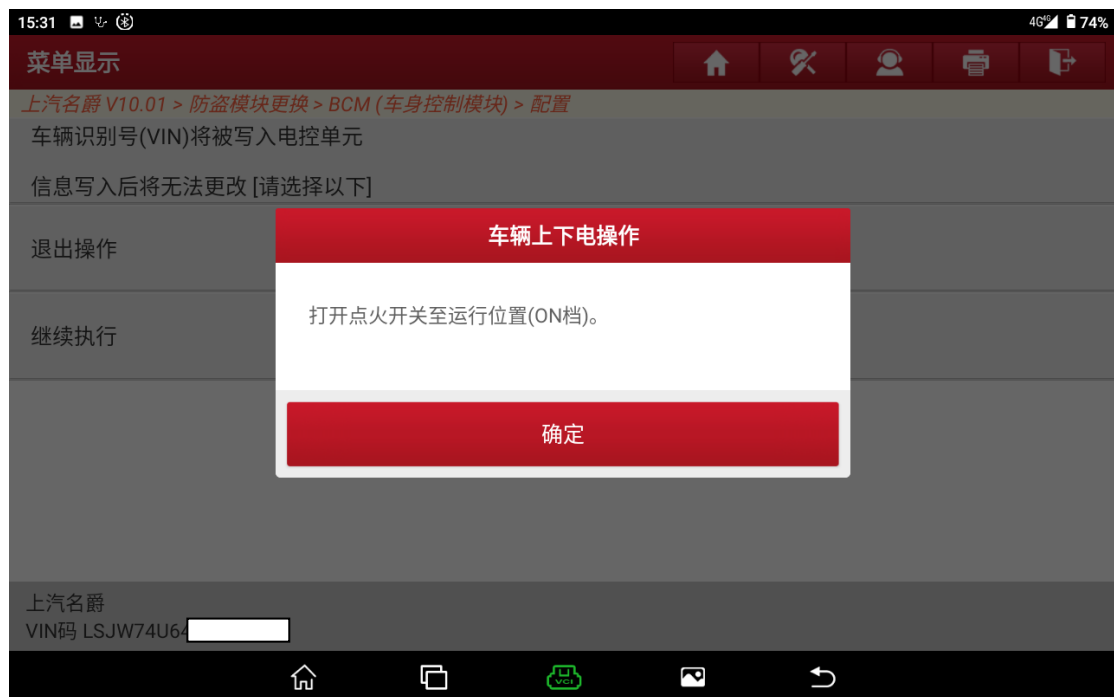 15:31
4G 4G 74%
菜单显示
上汽名爵 V10.01 > 防盗模块更换 > BCM (车身控制模块) > 配置
车辆识别号(VIN)将被写入电控单元
信息写入后将无法更改 [请选择以下]
车辆上下电操作
退出操作
打开点火开关至运行位置(ON档)。
继续执行
确定
上汽名爵
VIN码 LSJW74U64
VCI